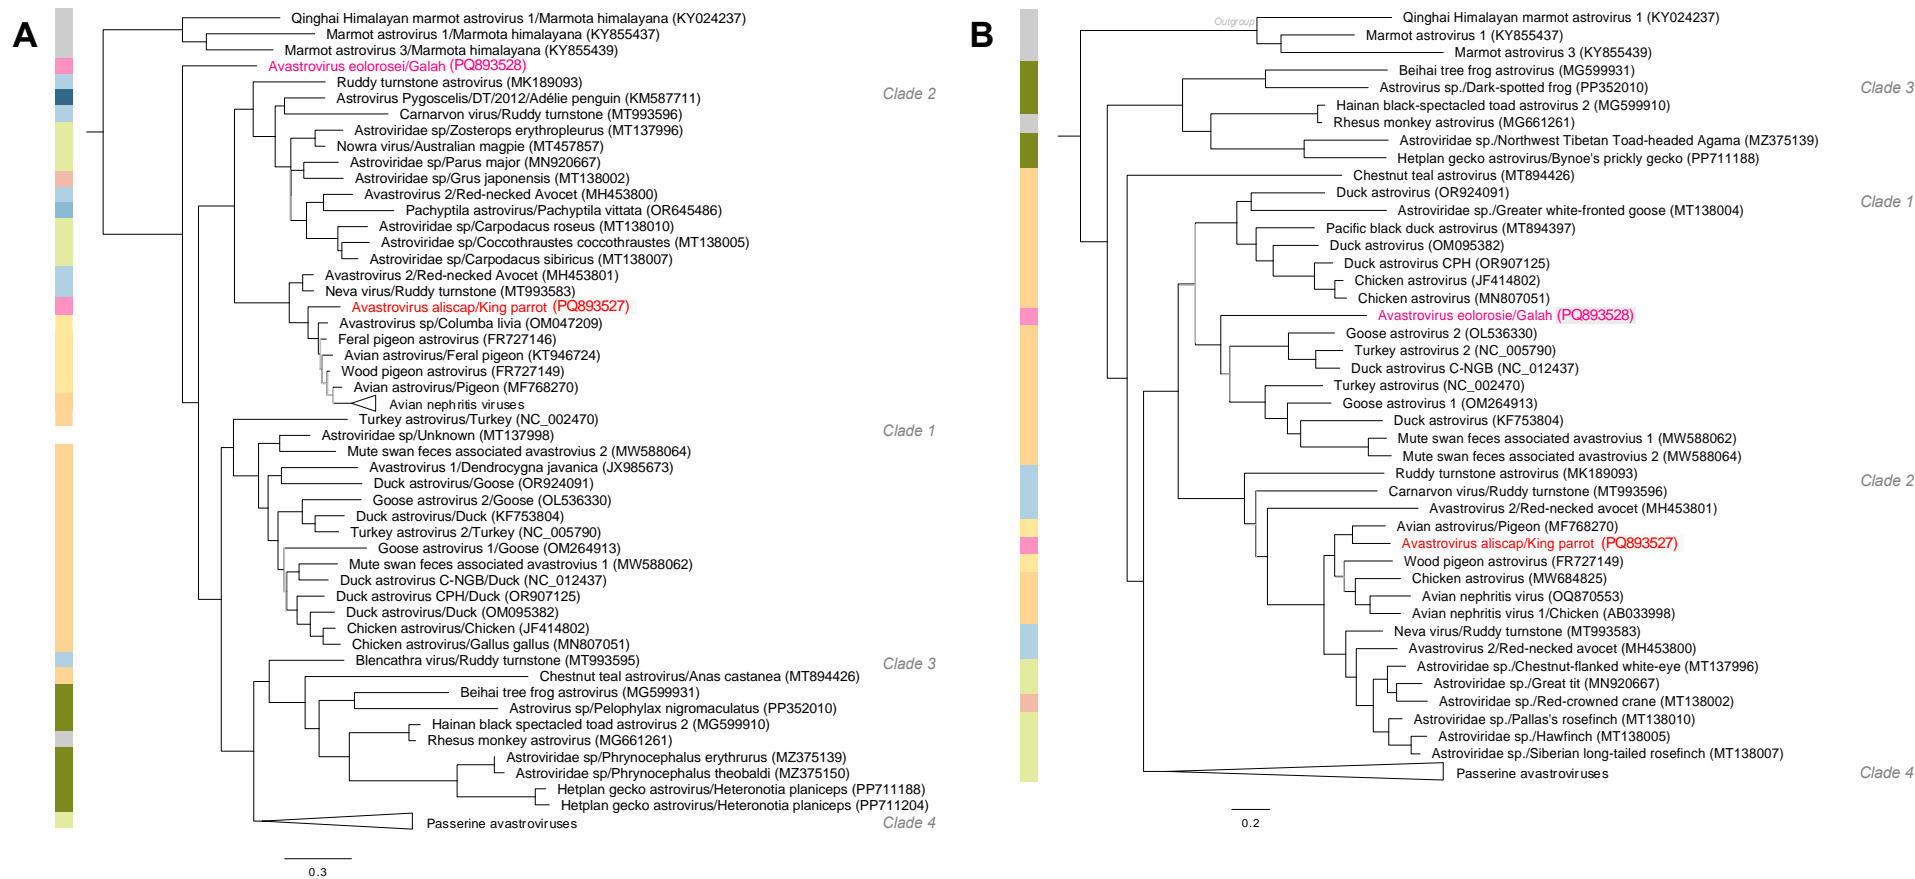 A
Qinghai Himalayan marmot astrovirus 1/Marmota himalayana (KY024237)
Marmot astrovirus 1/Marmota himalayana (KY855437)
Marmot astrovirus 3/Marmota himalayana (KY855439)
Avastrovirus eolorosei/Galah (PQ893528)
Ruddy turnstone astrovirus (MK189093)
Clade 2
Astrovirus Pygoscelis/DT/2012/Adélie penguin (KM587711)
Carnarvon virus/Ruddy turnstone (MT993596)
Astroviridae sp/Zosterops erythropleurus (MT137996)
Nowra virus/Australian magpie (MT457857)
Astroviridae sp/Parus major (MN920667)
Astroviridae sp/Grus japonensis (MT138002)
Avastrovirus 2/Red-necked Avocet (MH453800)
Pachyptila astrovirus/Pachyptila vittata (OR645486)
Astroviridae sp/Carpodacus roseus (MT138010)
Astroviridae sp/Coccothraustes coccothraustes (MT138005)
Astroviridae sp/Carpodacus sibiricus (MT138007)
Avastrovirus 2/Red-necked Avocet (MH453801)
Neva virus/Ruddy turnstone (MT993583)
Avastrovirus aliscap/King parrot (PQ893527)
Avastrovirus sp/Columba livia (OM047209)
Feral pigeon astrovirus (FR727146)
Avian astrovirus/Feral pigeon (KT946724)
Wood pigeon astrovirus (FR727149)
Avian astrovirus/Pigeon (MF768270)
Avian nephritis viruses
Turkey astrovirus/Turkey (NC_002470)
Clade 1
Astroviridae sp/Unknown (MT137998)
Mute swan feces associated avastrovirus 2 (MW588064)
Avastrovirus 1/Dendrocygna javanica (JX985673)
Duck astrovirus/Goose (OR924091)
Goose astrovirus 2/Goose (OL536330)
Duck astrovirus/Duck (KF753804)
Turkey astrovirus 2/Turkey (NC_005790)
Goose astrovirus 1/Goose (OM264913)
Mute swan feces associated avastrovius 1 (MW588062)
Duck astrovirus C-NGB/Duck (NC_012437)
Duck astrovirus CPH/Duck (OR907125)
Duck astrovirus/Duck (OM095382)
Chicken astrovirus/Chicken (JF414802)
Chicken astrovirus/Gallus gallus (MN807051)
Blencathra virus/Ruddy turnstone (MT993595)
Clade 3
Chestnut teal astrovirus/Anas castanea (MT894426)
Beihai tree frog astrovirus (MG599931)
Astrovirus sp/Pelophylax nigromaculatus (PP352010)
Hainan black spectacled toad astrovirus 2 (MG599910)
Rhesus monkey astrovirus (MG661261)
Astroviridae sp/Phrynocephalus erythrurus (MZ375139)
Astroviridae sp/Phrynocephalus theobaldi (MZ375150)
Hetplan gecko astrovirus/Heteronotia planiceps (PP711188)
Hetplan gecko astrovirus/Heteronotia planiceps (PP711204)
Passerine avastroviruses
Clade 4
0.3
B
Outgroup
Qinghai Himalayan marmot astrovirus 1 (KY024237)
Marmot astrovirus 1 (KY855437)
Marmot astrovirus 3 (KY855439)
Beihai tree frog astrovirus (MG599931)
Astrovirus sp./Dark-spotted frog (PP352010)
Clade 3
Hainan black-spectacled toad astrovirus 2 (MG599910)
Rhesus monkey astrovirus (MG661261)
Astroviridae sp./Northwest Tibetan Toad-headed Agama (MZ375139)
Hetplan gecko astrovirus/Bynoe's prickly gecko (PP711188)
Chestnut teal astrovirus (MT894426)
Duck astrovirus (OR924091)
Clade 1
Astroviridae sp./Greater white-fronted goose (MT138004)
Pacific black duck astrovirus (MT894397)
Duck astrovirus (OM095382)
Duck astrovirus CPH (OR907125)
Chicken astrovirus (JF414802)
Chicken astrovirus (MN807051)
Avastrovirus eolorosie/Galah (PQ893528)
Goose astrovirus 2 (OL536330)
Turkey astrovirus 2 (NC_005790)
Duck astrovirus C-NGB (NC_012437)
Turkey astrovirus (NC_002470)
Goose astrovirus 1 (OM264913)
Duck astrovirus (KF753804)
Mute swan feces associated avastrovius 1 (MW588062)
Mute swan feces associated avastrovius 2 (MW588064)
Ruddy turnstone astrovirus (MK189093)
Clade 2
Carnarvon virus/Ruddy turnstone (MT993596)
Avastrovirus 2/Red-necked avocet (MH453801)
Avian astrovirus/Pigeon (MF768270)
Avastrovirus aliscap/King parrot (PQ893527)
Wood pigeon astrovirus (FR727149)
Chicken astrovirus (MW684825)
Avian nephritis virus (OQ870553)
Avian nephritis virus 1/Chicken (AB033998)
Neva virus/Ruddy turnstone (MT993583)
Avastrovirus 2/Red-necked avocet (MH453800)
Astroviridae sp./Chestnut-flanked white-eye (MT137996)
Astroviridae sp./Great tit (MN920667)
Astroviridae sp./Red-crowned crane (MT138002)
Astroviridae sp./Pallas's rosefinch (MT138010)
Astroviridae sp./Hawfinch (MT138005)
Astroviridae sp./Siberian long-tailed rosefinch (MT138007)
Passerine avastroviruses
Clade 4
0.2